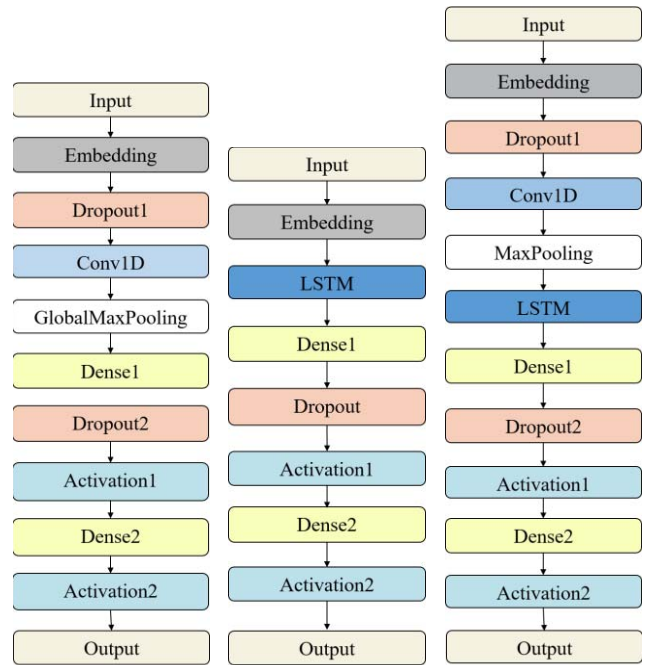 Input
Embedding
Dropout1
Conv1D
GlobalMaxPooling
Dense1
Dropout2
Activation1
Dense2
Activation2
Output
Input
Embedding
LSTM
Dense1
Dropout
Activation1
Dense2
Activation2
Output
Input
Embedding
Dropout1
Conv1D
MaxPooling
LSTM
Dense1
Dropout2
Activation1
Dense2
Activation2
Output